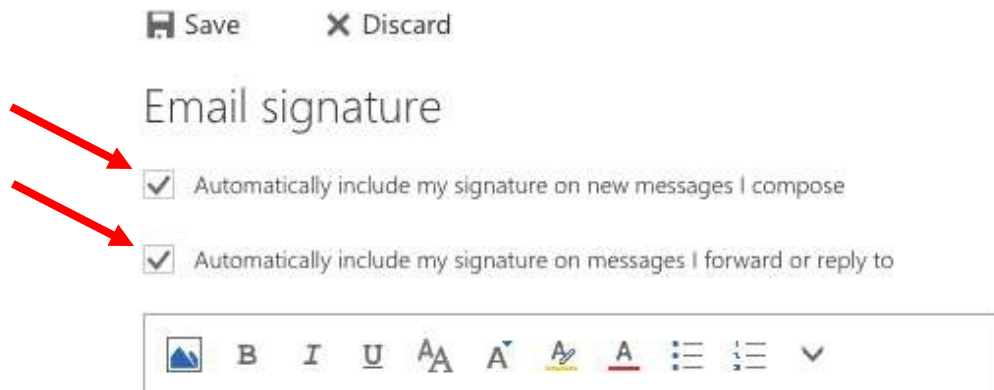 Save Discard
Email signature
Automatically include my signature on new messages I compose
Automatically include my signature on messages I forward or reply to
B I U AA A A A